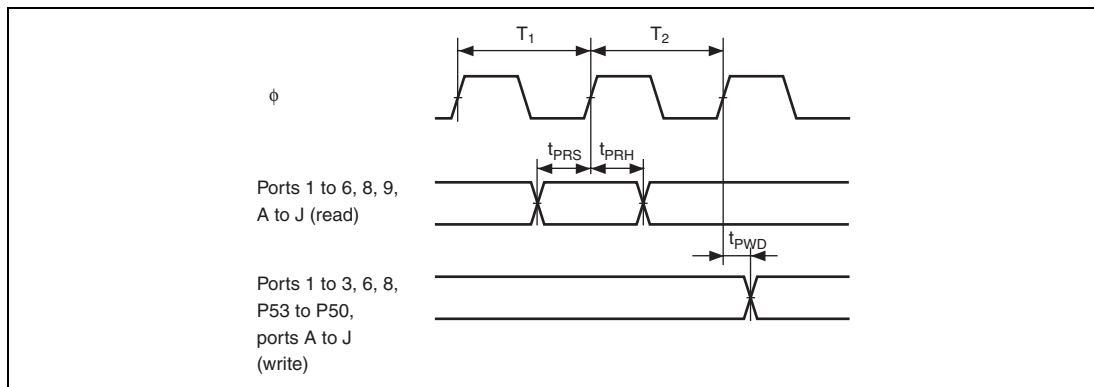 T1 T2
ϕ
tPRS tPRH
Ports 1 to 6, 8, 9,
A to J (read)
tPWD
Ports 1 to 3, 6, 8,
P53 to P50,
ports A to J
(write)